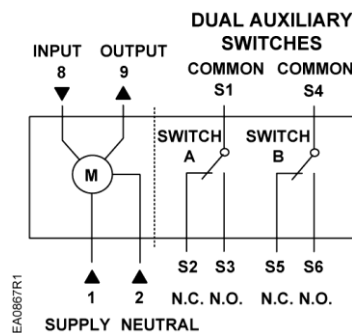 DUAL AUXILIARY
SWITCHES
INPUT OUTPUT COMMON COMMON
8 9 S1 S4
SWITCH A
SWITCH B
M
S2 S3 S5 S6
1 2 N.C. N.O. N.C. N.O.
SUPPLY NEUTRAL
EA0867R1